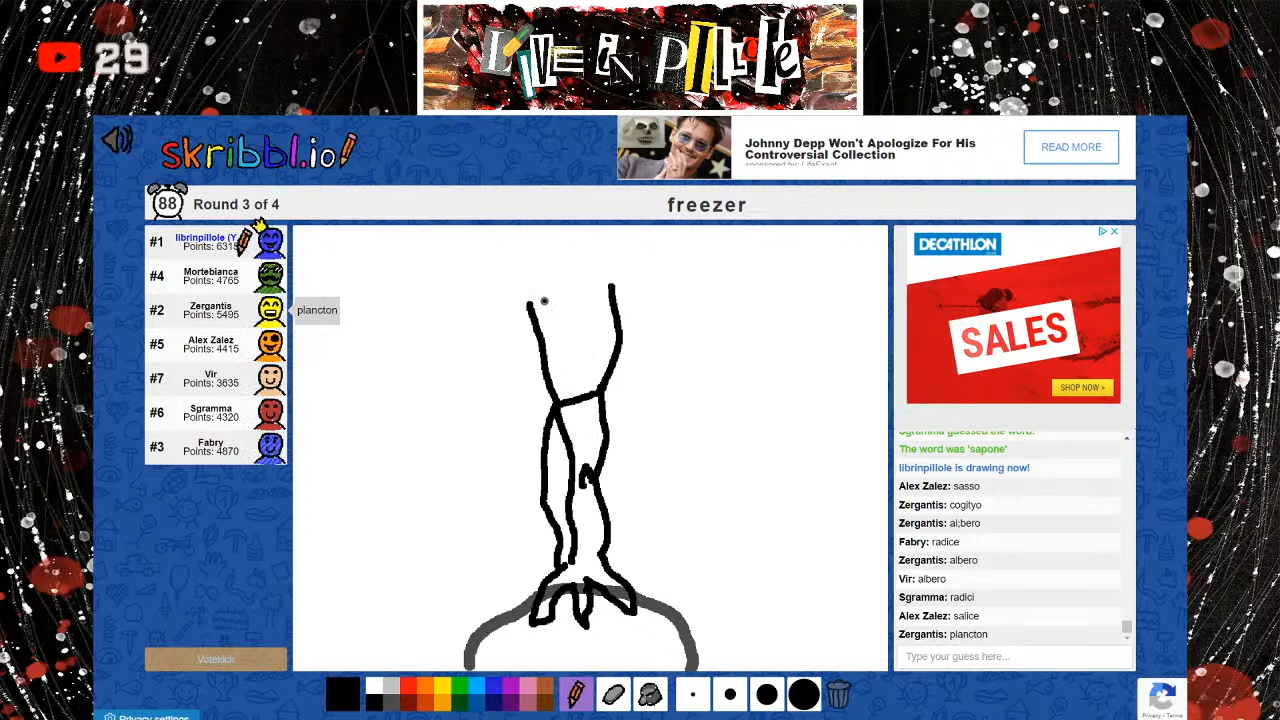 29
LIVE in PiLLoLe
skribbl.io
Johnny Depp Won't Apologize For His
Controversial Collection
READ MORE
88
Round 3 of 4
freezer
#1
librinpillole (Y
Points: 6315
#4
Mortebianca
Points: 4765
#2
Zergantis
Points: 5495
plancton
#5
Alex Zalez
Points: 4415
#7
Vir
Points: 3635
#6
Sgramma
Points: 4320
#3
Fabry
Points: 4870
Votekick
DECATHLON
SALES
SHOP NOW >
Sgramma guessed the word!
The word was 'sapone'
librinpillole is drawing now!
Alex Zalez: sasso
Zergantis: cogityo
Zergantis: al;bero
Fabry: radice
Zergantis: albero
Vir: albero
Sgramma: radici
Alex Zalez: salice
Zergantis: plancton
Type your guess here...
Privacy settings
Privacy - Terms